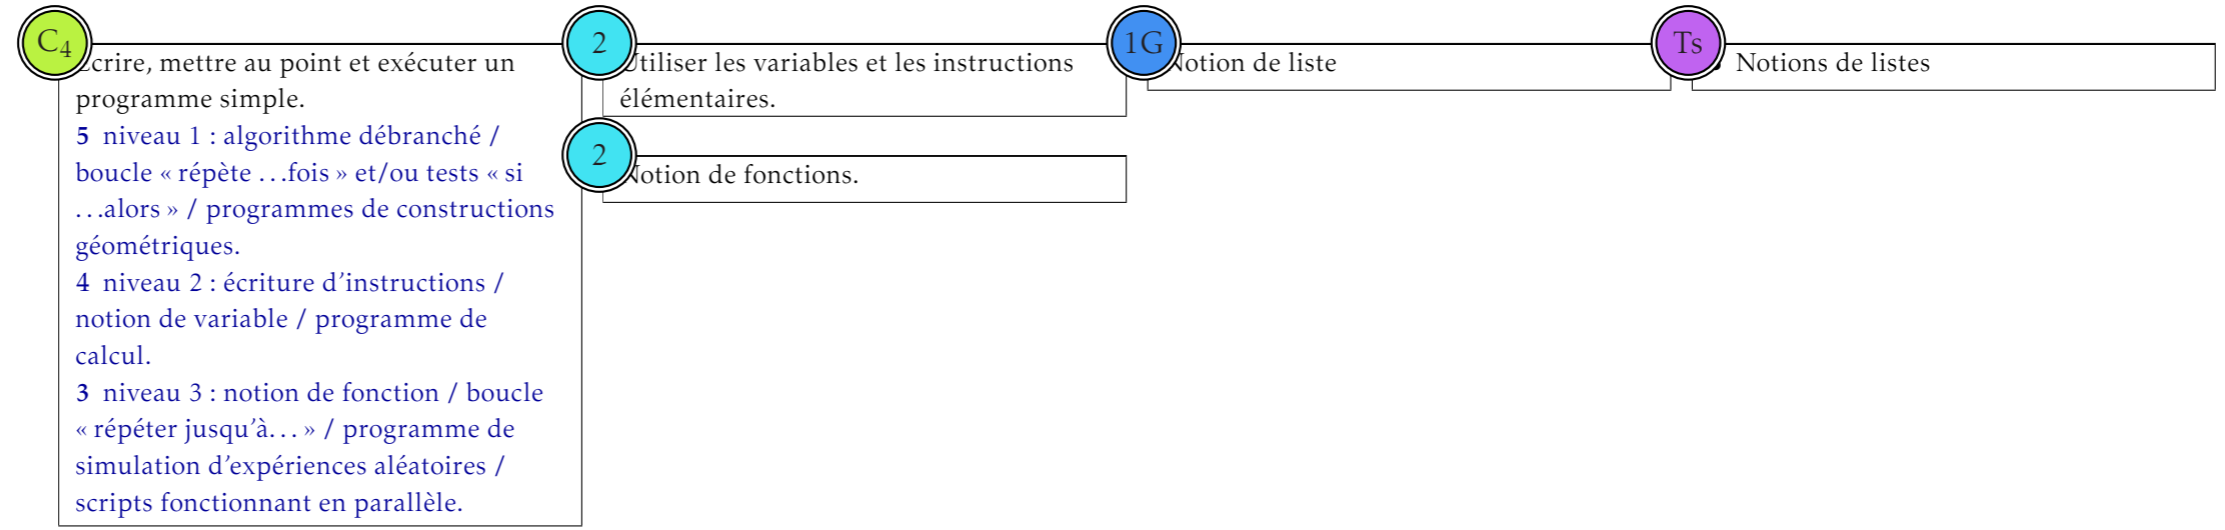 C4
Écrire, mettre au point et exécuter un
programme simple.
5 niveau 1 : algorithme débranché /
boucle « répète ...fois » et/ou tests « si
...alors » / programmes de constructions
géométriques.
4 niveau 2 : écriture d'instructions /
notion de variable / programme de
calcul.
3 niveau 3 : notion de fonction / boucle
« répéter jusqu'à... » / programme de
simulation d'expériences aléatoires /
scripts fonctionnant en parallèle.
2
Utiliser les variables et les instructions
élémentaires.
2
Notion de fonctions.
1G
Notion de liste
Ts
Notions de listes